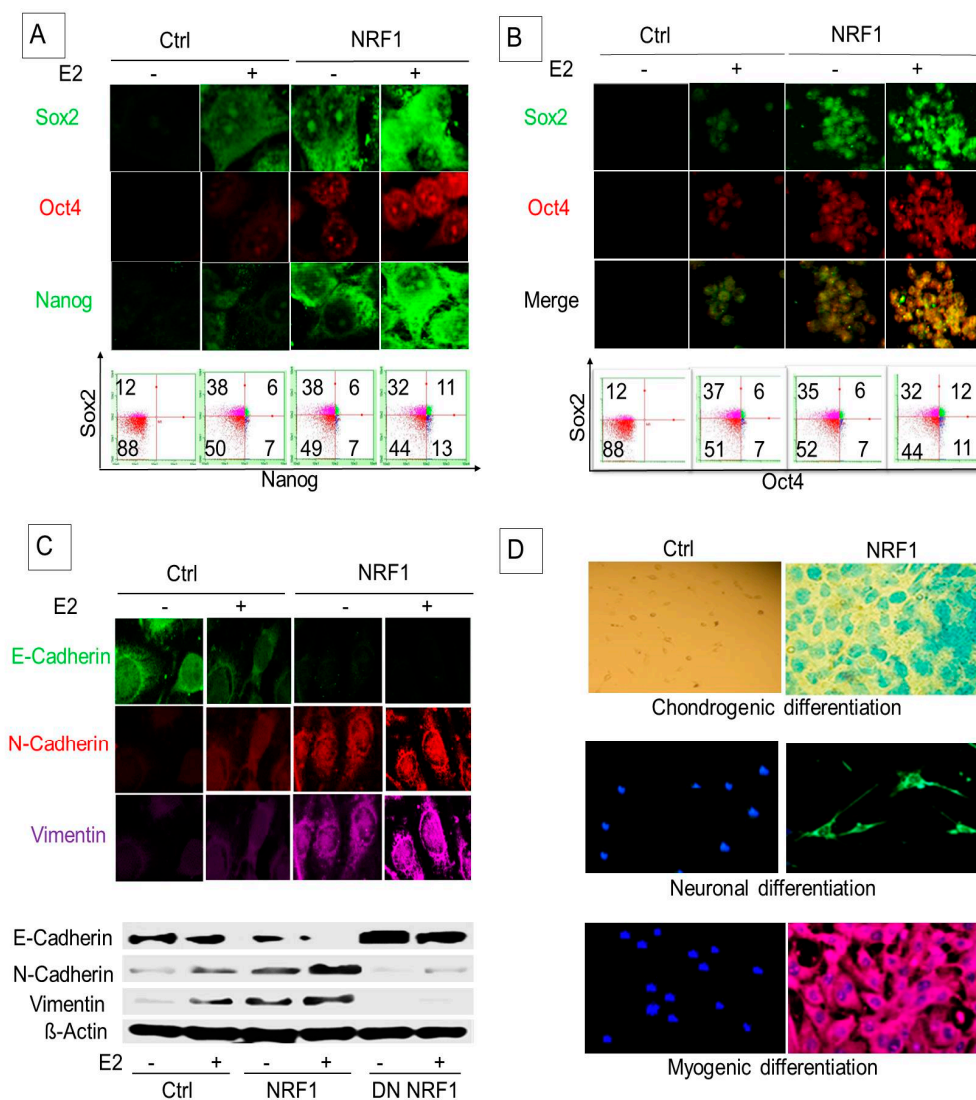 A
Ctrl NRF1
E2 - + - +
Sox2
Oct4
Nanog
Sox2
12 38 6 38 6 32 11
88 50 7 49 7 44 13
Nanog
B
Ctrl NRF1
E2 - + - +
Sox2
Oct4
Merge
Sox2
12 37 6 35 6 32 12
88 51 7 52 7 44 11
Oct4
C
Ctrl NRF1
E2 - + - +
E-Cadherin
N-Cadherin
Vimentin
E-Cadherin
N-Cadherin
Vimentin
ß-Actin
E2 - + - + - +
Ctrl NRF1 DN NRF1
D
Ctrl NRF1
Chondrogenic differentiation
Neuronal differentiation
Myogenic differentiation